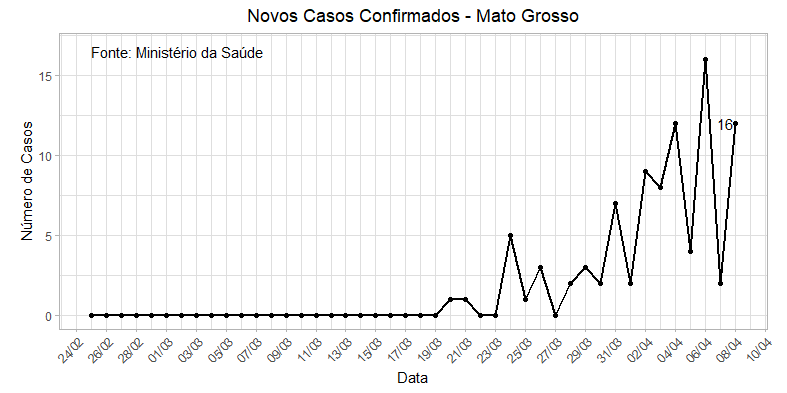 Novos Casos Confirmados - Mato Grosso
Fonte: Ministério da Saúde
Número de Casos
15
10
5
0
16
24/02 26/02 28/02 01/03 03/03 05/03 07/03 09/03 11/03 13/03 15/03 17/03 19/03 21/03 23/03 25/03 27/03 29/03 31/03 02/04 04/04 06/04 08/04 10/04
Data